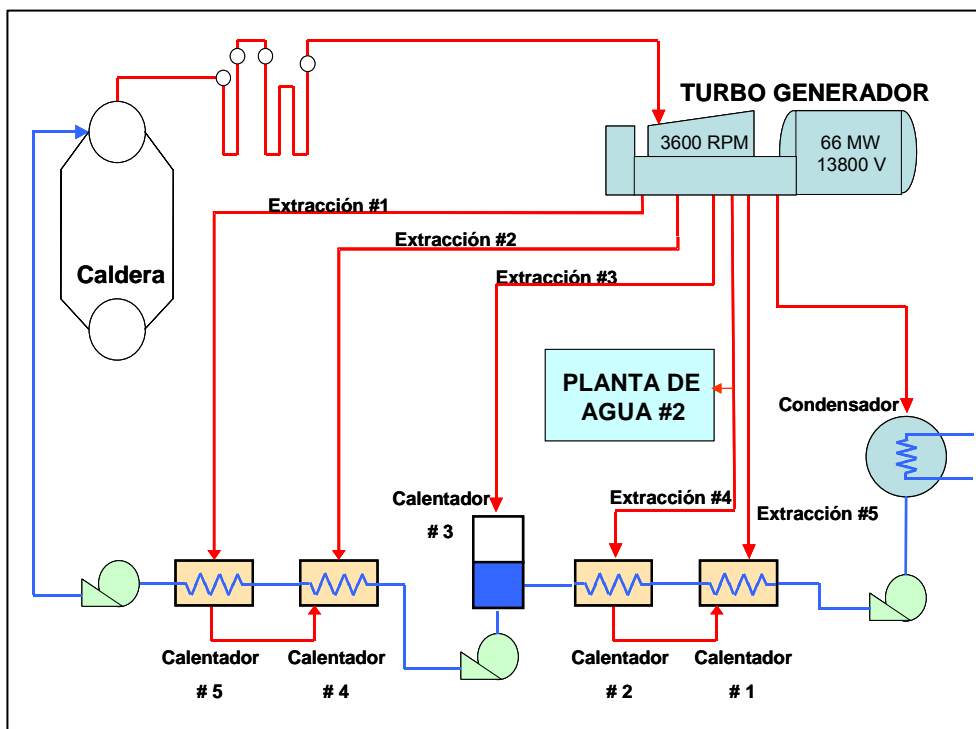 TURBO GENERADOR
3600 RPM
66 MW
13800 V
Extracción #1
Extracción #2
Extracción #3
Caldera
PLANTA DE
AGUA #2
Condensador
Calentador
# 3
Extracción #4
Extracción #5
Calentador
# 5
Calentador
# 4
Calentador
# 2
Calentador
# 1